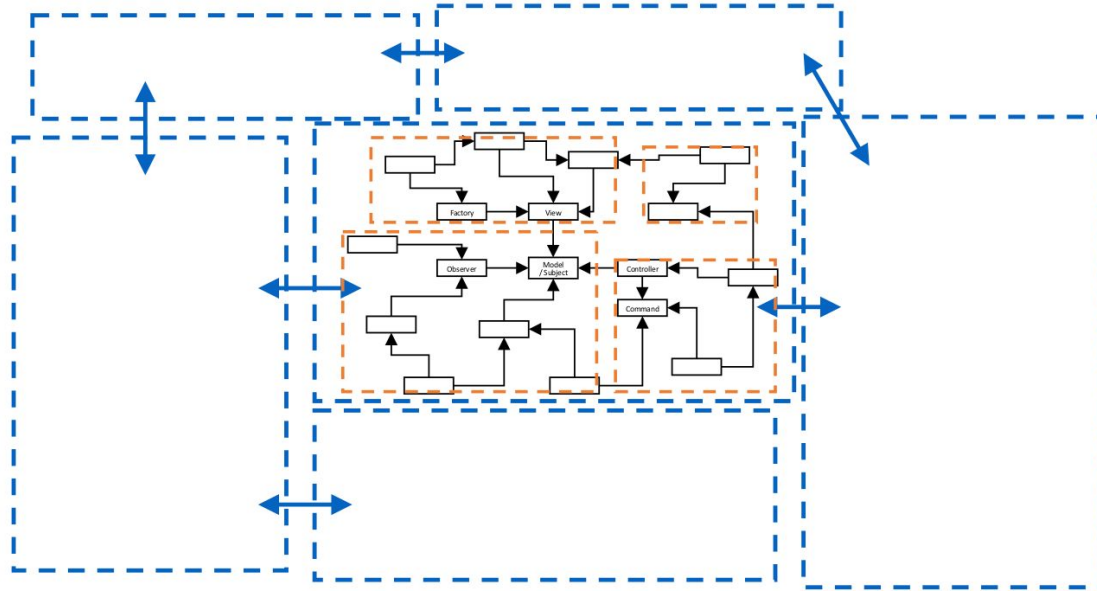 Factory
View
Observer
Model
/Subject
Controller
Command